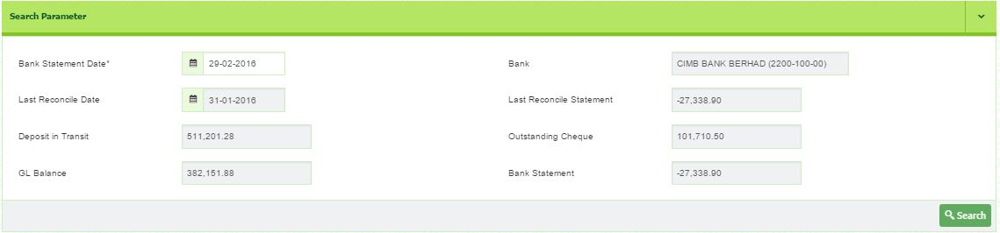 Search Parameter
Bank Statement Date* 29-02-2016 Bank CIMB BANK BERHAD (2200-100-00)
Last Reconcile Date 31-01-2016 Last Reconcile Statement -27,338.90
Deposit in Transit 511,201.28 Outstanding Cheque 101,710.50
GL Balance 382,151.88 Bank Statement -27,338.90
Search